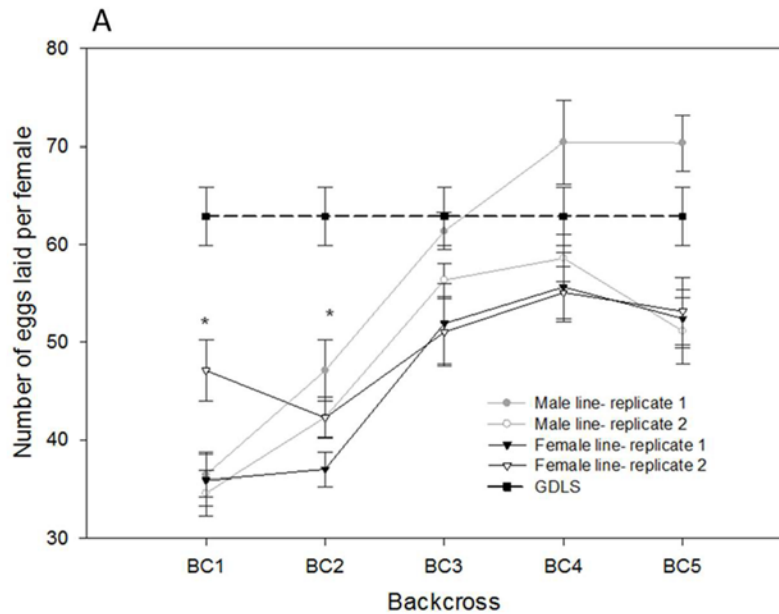 A
80
70
60
50
40
30
Number of eggs laid per female
*
*
Male line- replicate 1
Male line- replicate 2
Female line- replicate 1
Female line- replicate 2
GDLS
BC1 BC2 BC3 BC4 BC5
Backcross